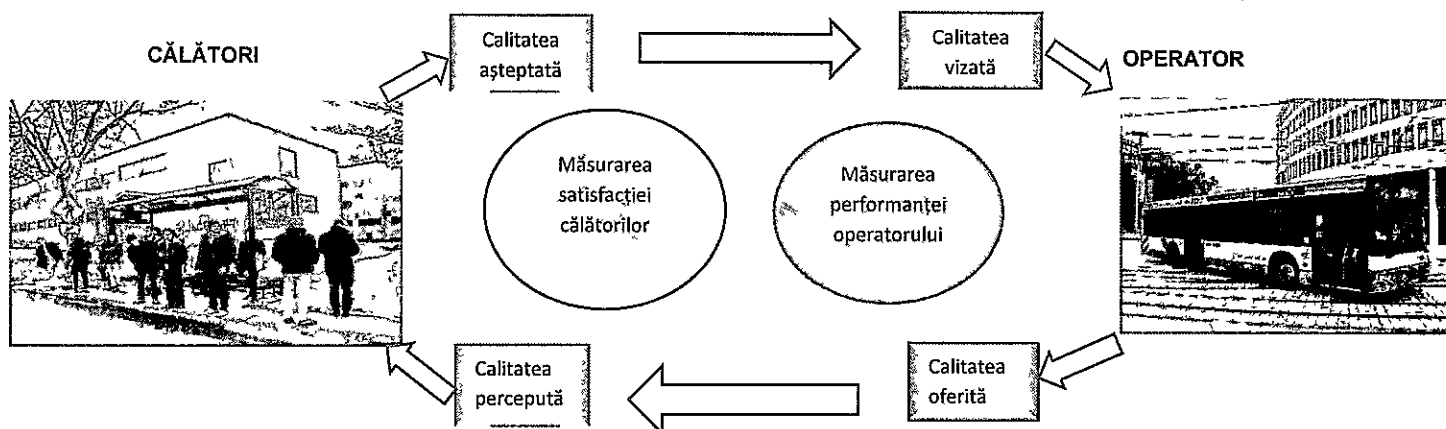 CĂLĂTORI
Calitatea
așteptată
Calitatea
vizată
OPERATOR
Măsurarea
satisfacției
călătorilor
Măsurarea
performanței
operatorului
Calitatea
percepută
Calitatea
oferită